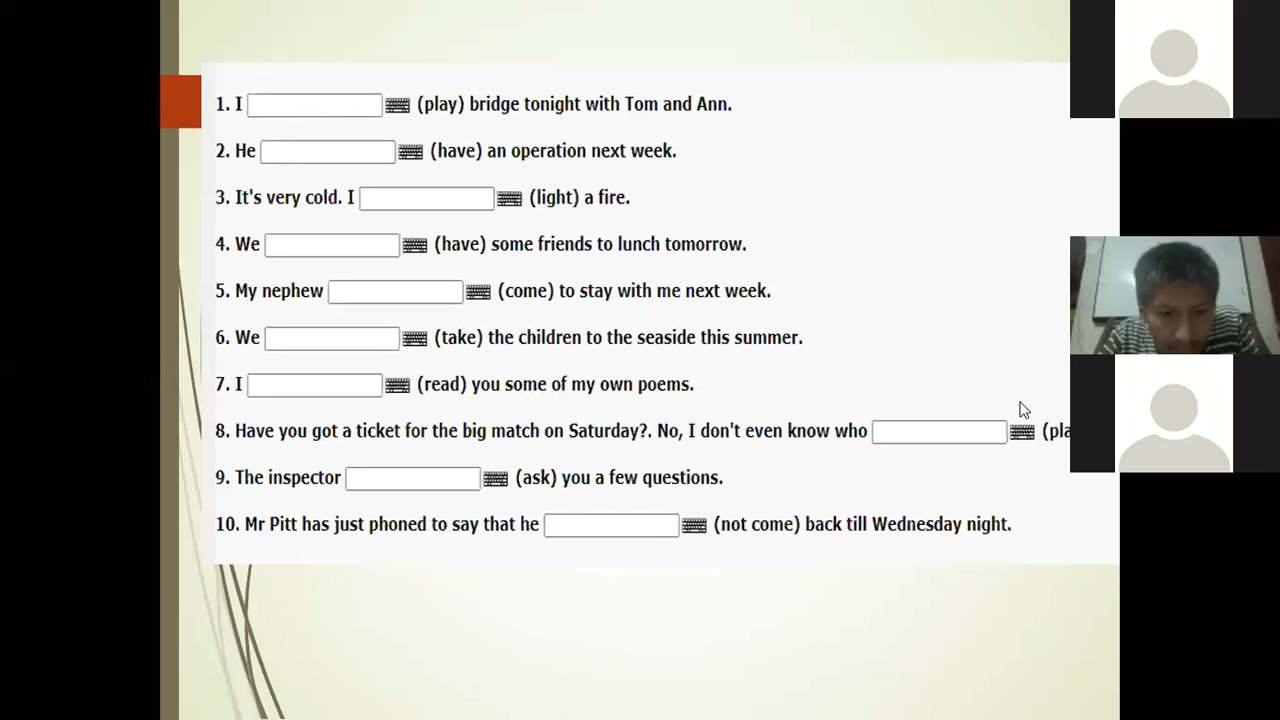 1. I (play) bridge tonight with Tom and Ann.
2. He (have) an operation next week.
3. It's very cold. I (light) a fire.
4. We (have) some friends to lunch tomorrow.
5. My nephew (come) to stay with me next week.
6. We (take) the children to the seaside this summer.
7. I (read) you some of my own poems.
8. Have you got a ticket for the big match on Saturday?. No, I don't even know who (pla
9. The inspector (ask) you a few questions.
10. Mr Pitt has just phoned to say that he (not come) back till Wednesday night.